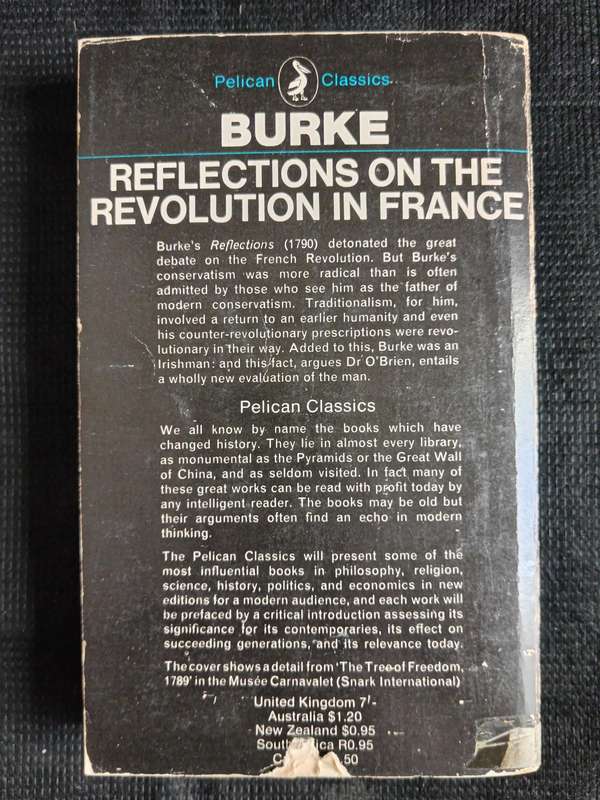 Pelican Classics
BURKE
REFLECTIONS ON THE
REVOLUTION IN FRANCE
Burke's Reflections (1790) detonated the great
debate on the French Revolution. But Burke's
conservatism was more radical than is often
admitted by those who see him as the father of
modern conservatism. Traditionalism, for him,
involved a return to an earlier humanity and even
his counter-revolutionary prescriptions were revo-
lutionary in their way. Added to this, Burke was an
Irishman: and this fact, argues Dr O'Brien, entails
a wholly new evaluation of the man.
Pelican Classics
We all know by name the books which have
changed history. They lie in almost every library,
as monumental as the Pyramids or the Great Wall
of China, and as seldom visited. In fact many of
these great works can be read with profit today by
any intelligent reader. The books may be old but
their arguments often find an echo in modern
thinking.
The Pelican Classics will present some of the
most influential books in philosophy, religion,
science, history, politics, and economics in new
editions for a modern audience, and each work will
be prefaced by a critical introduction assessing its
significance for its contemporaries, its effect on
succeeding generations, and its relevance today.
The cover shows a detail from 'The Tree of Freedom,
1789' in the Musée Carnavalet (Snark International)
United Kingdom 7/-
Australia $1.20
New Zealand $0.95
R0.95
.50